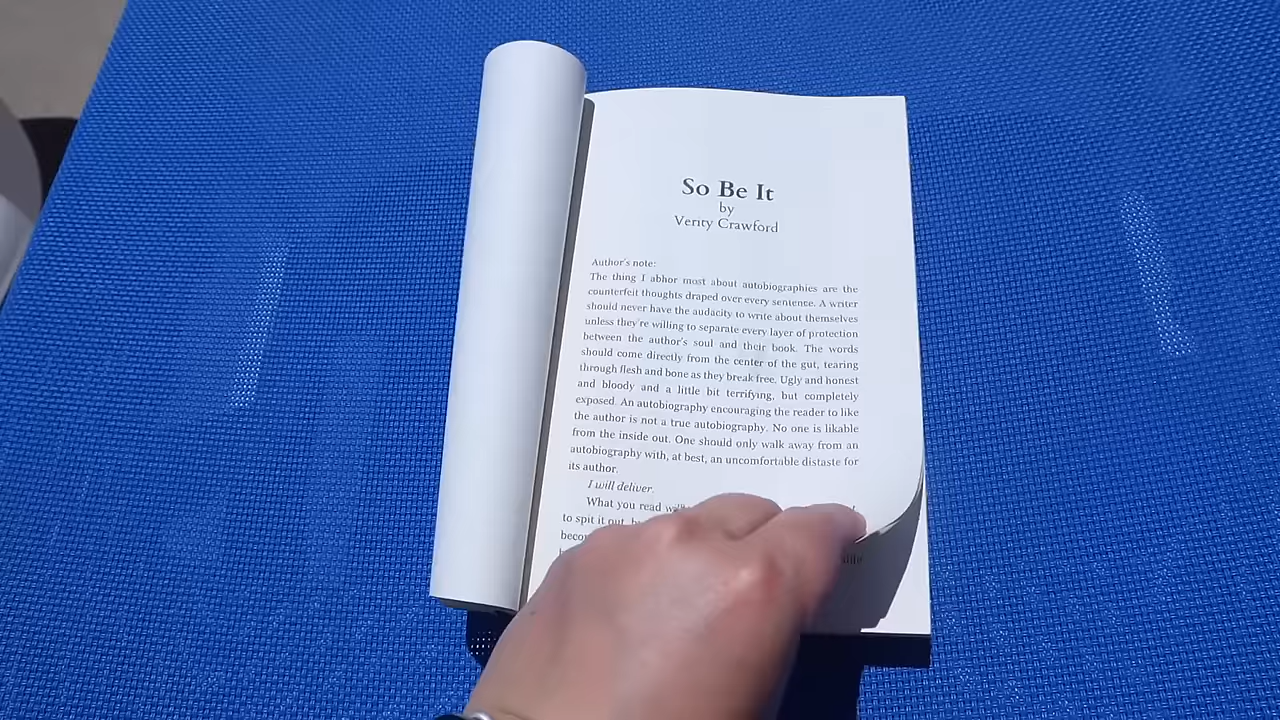 So Be It
by
Verity Crawford
Author's note:
The thing I abhor most about autobiographies are the
counterfeit thoughts draped over every sentence. A writer
should never have the audacity to write about themselves
unless they're willing to separate every layer of protection
between the author's soul and their book. The words
should come directly from the center of the gut, tearing
through flesh and bone as they break free. Ugly and honest
and bloody and a little bit terrifying, but completely
exposed. An autobiography encouraging the reader to like
the author is not a true autobiography. No one is likable
from the inside out. One should only walk away from an
autobiography with, at best, an uncomfortable distaste for
its author.
I will deliver.
What you read
to spit it out,